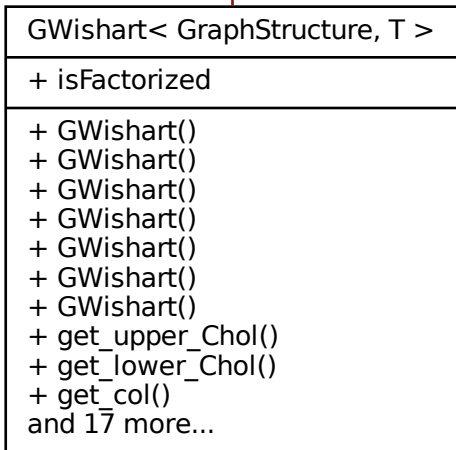 GWishart< GraphStructure, T >
+ isFactorized
+ GWishart()
+ GWishart()
+ GWishart()
+ GWishart()
+ GWishart()
+ GWishart()
+ GWishart()
+ get_upper_Chol()
+ get_lower_Chol()
+ get_col()
and 17 more...